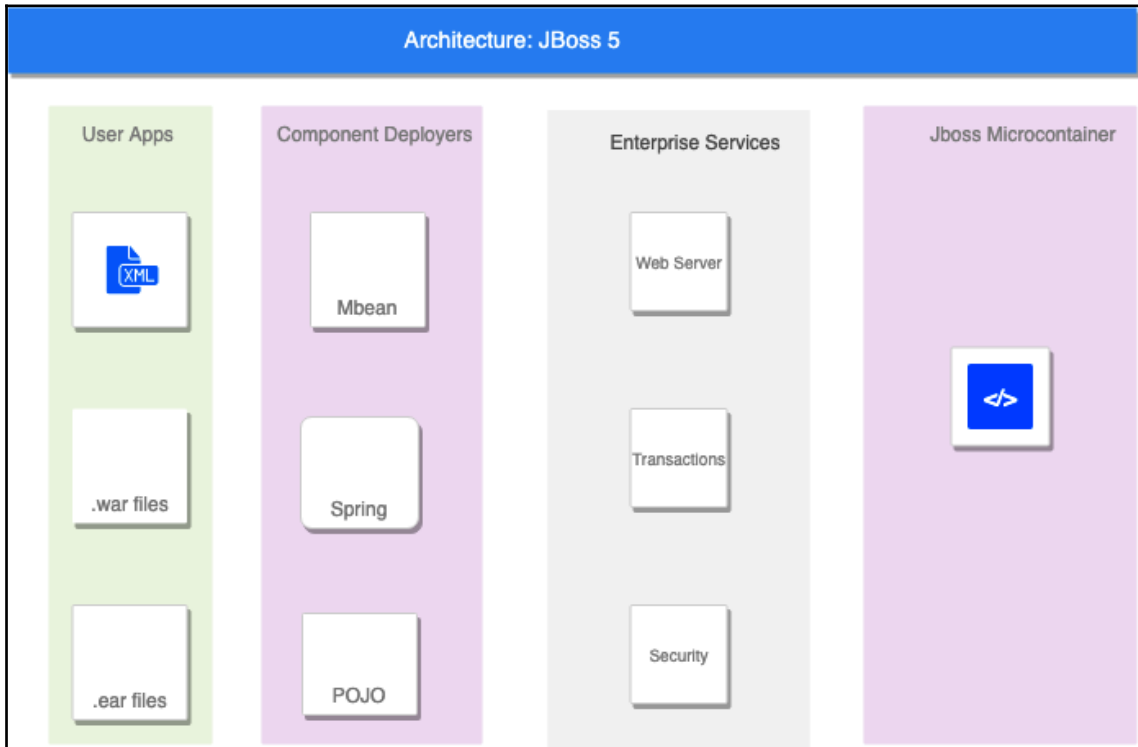 Architecture: JBoss 5
User Apps
XML
.war files
.ear files
Component Deployers
Mbean
Spring
POJO
Enterprise Services
Web Server
Transactions
Security
Jboss Microcontainer
</>